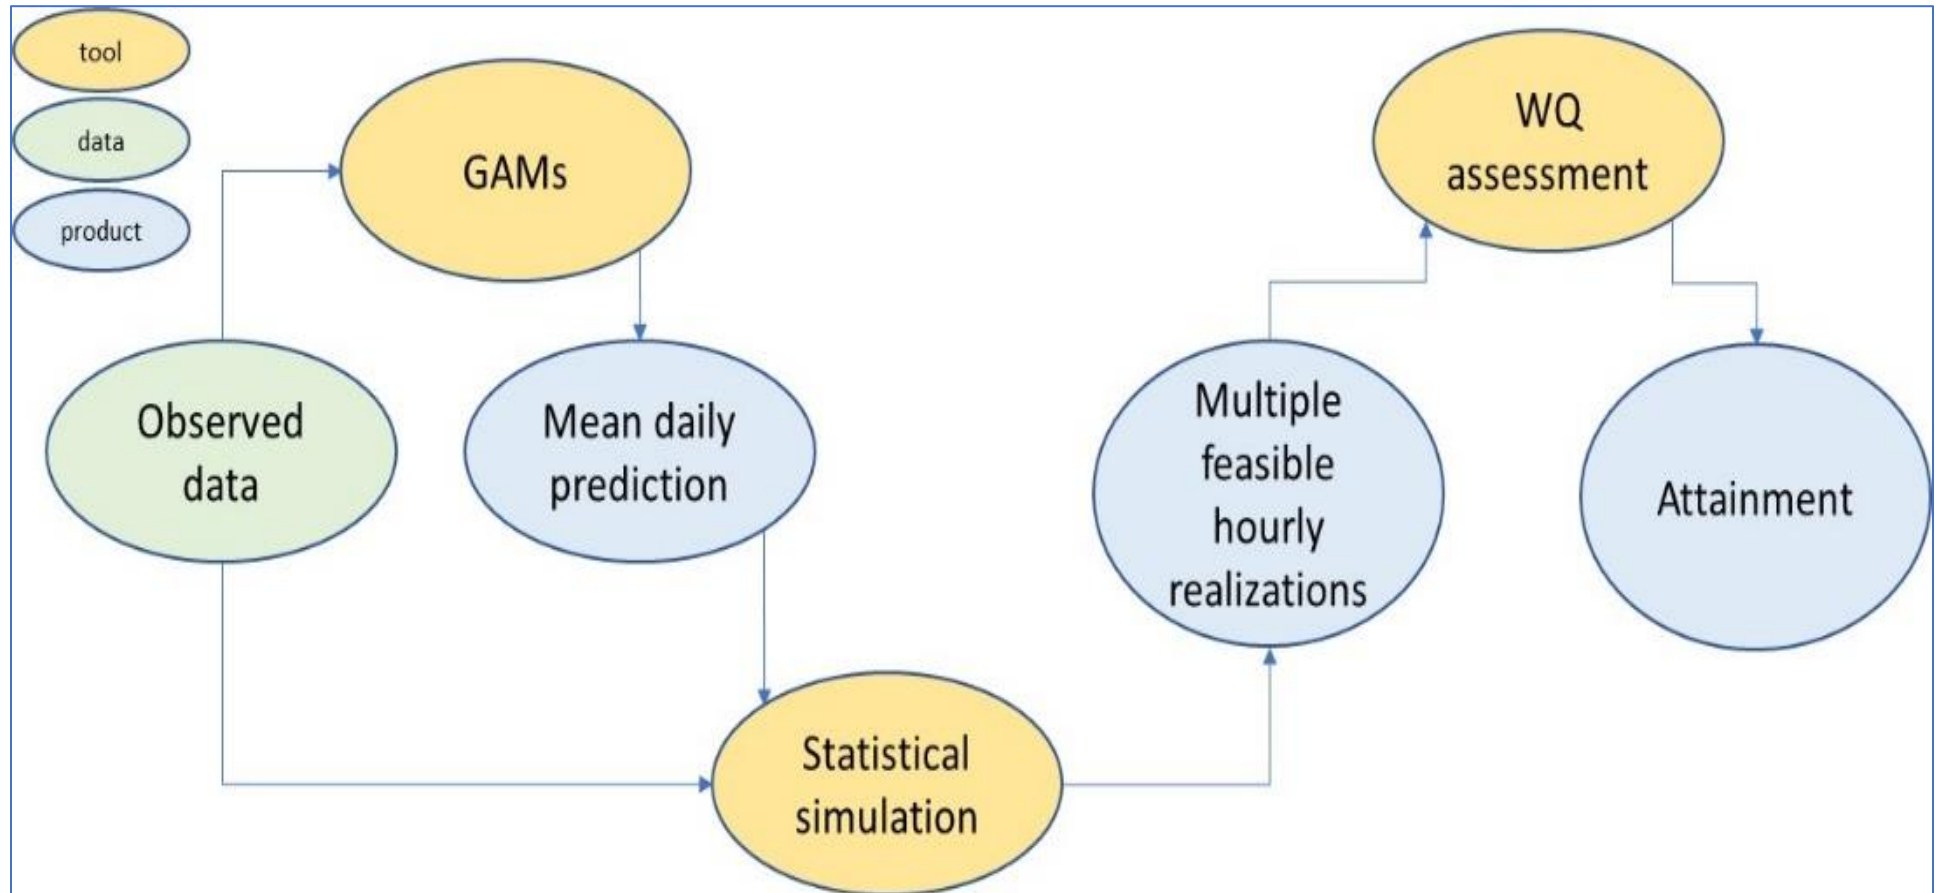 tool
data
product
GAMs
Observed
data
Mean daily
prediction
Statistical
simulation
Multiple
feasible
hourly
realizations
WQ
assessment
Attainment